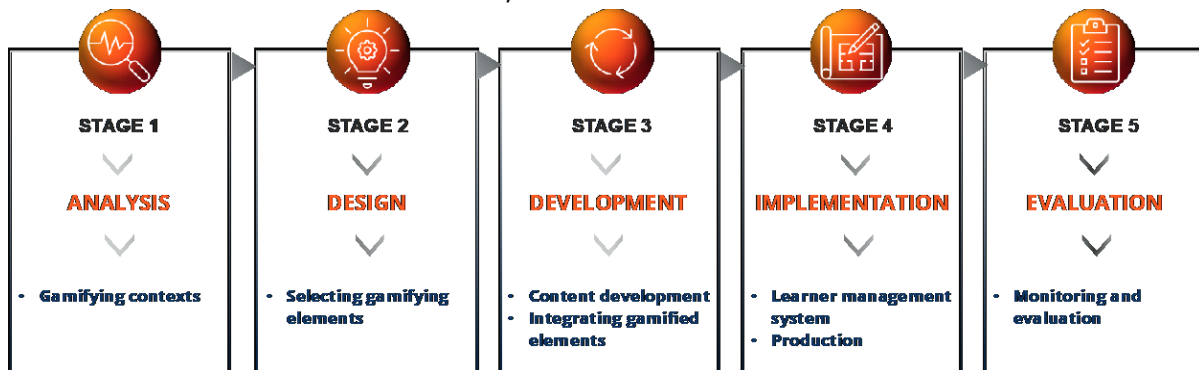 STAGE 1
ANALYSIS
• Gamifying contexts
STAGE 2
DESIGN
• Selecting gamifying
elements
STAGE 3
DEVELOPMENT
• Content development
• Integrating gamified
elements
STAGE 4
IMPLEMENTATION
• Learner management
system
• Production
STAGE 5
EVALUATION
• Monitoring and
evaluation